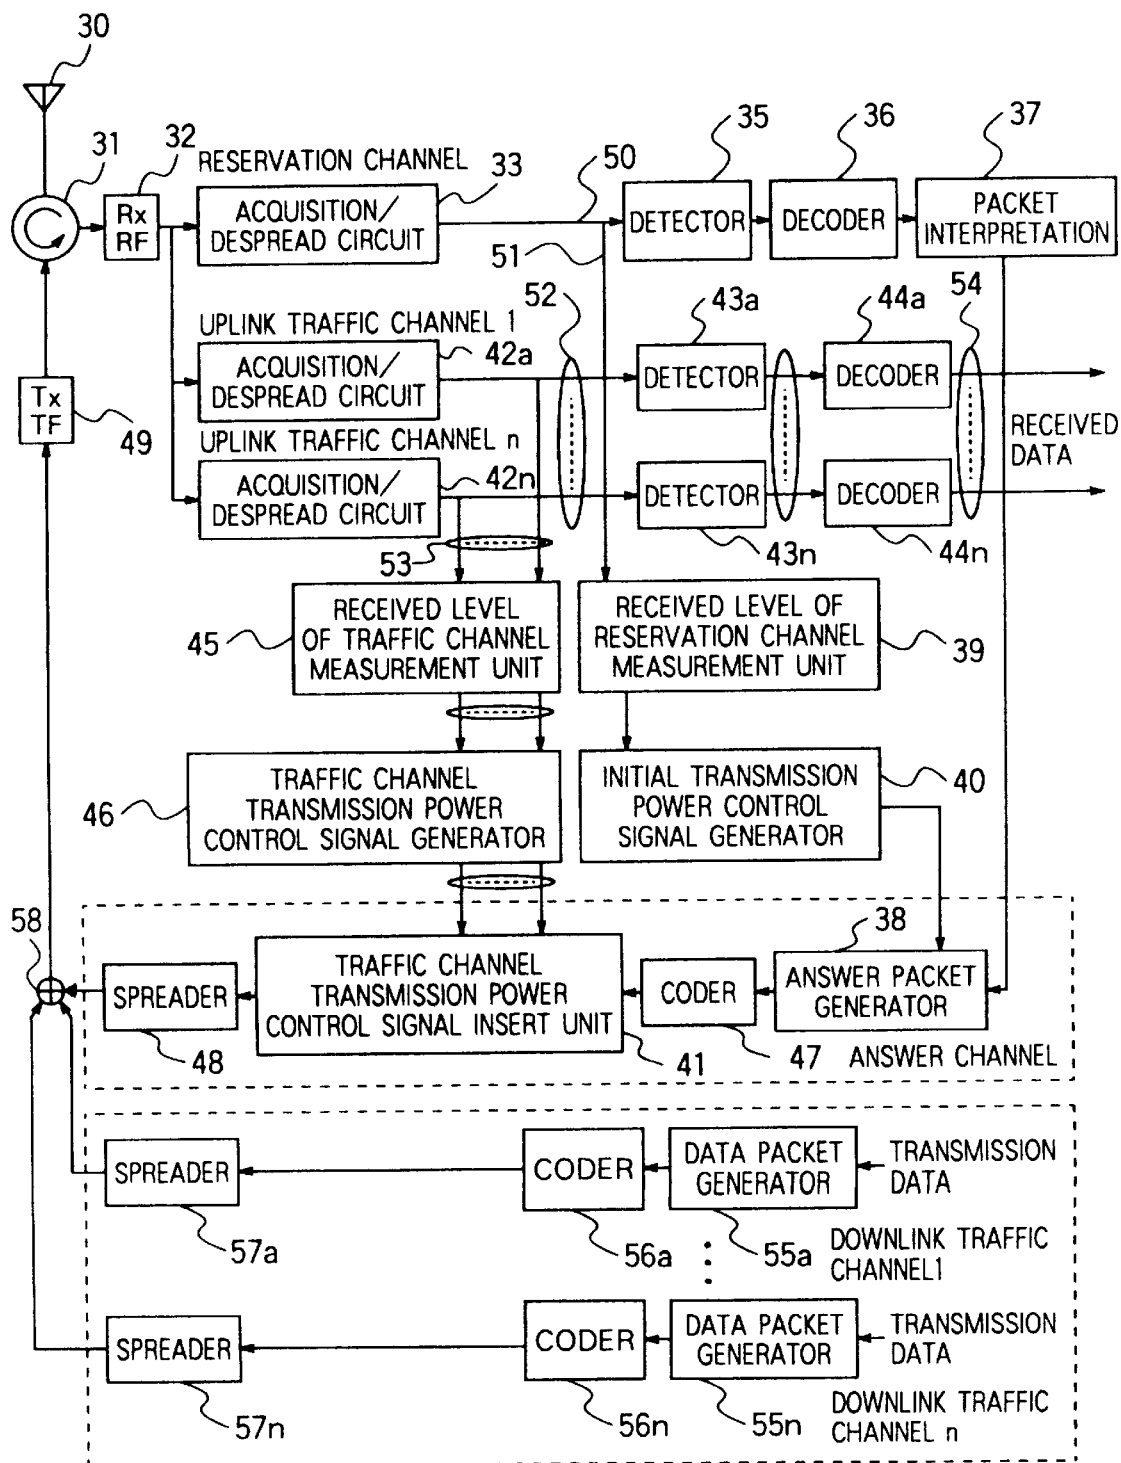 30
31
32
RESERVATION CHANNEL
33
50
35
36
37
Rx
RF
ACQUISITION/
DESPREAD CIRCUIT
DETECTOR
DECODER
PACKET
INTERPRETATION
51
52
43a
44a
54
UPLINK TRAFFIC CHANNEL 1
42a
ACQUISITION/
DESPREAD CIRCUIT
DETECTOR
DECODER
Tx
TF
49
UPLINK TRAFFIC CHANNEL n
42n
RECEIVED
DATA
ACQUISITION/
DESPREAD CIRCUIT
DETECTOR
DECODER
53
43n
44n
45
RECEIVED LEVEL
OF TRAFFIC CHANNEL
MEASUREMENT UNIT
RECEIVED LEVEL OF
RESERVATION CHANNEL
MEASUREMENT UNIT
39
46
TRAFFIC CHANNEL
TRANSMISSION POWER
CONTROL SIGNAL GENERATOR
INITIAL TRANSMISSION
POWER CONTROL
SIGNAL GENERATOR
40
58
38
SPREADER
TRAFFIC CHANNEL
TRANSMISSION POWER
CONTROL SIGNAL INSERT UNIT
CODER
ANSWER PACKET
GENERATOR
48
41
47
ANSWER CHANNEL
SPREADER
CODER
DATA PACKET
GENERATOR
TRANSMISSION
DATA
57a
56a
55a
DOWNLINK TRAFFIC
CHANNEL1
SPREADER
CODER
DATA PACKET
GENERATOR
TRANSMISSION
DATA
57n
56n
55n
DOWNLINK TRAFFIC
CHANNEL n